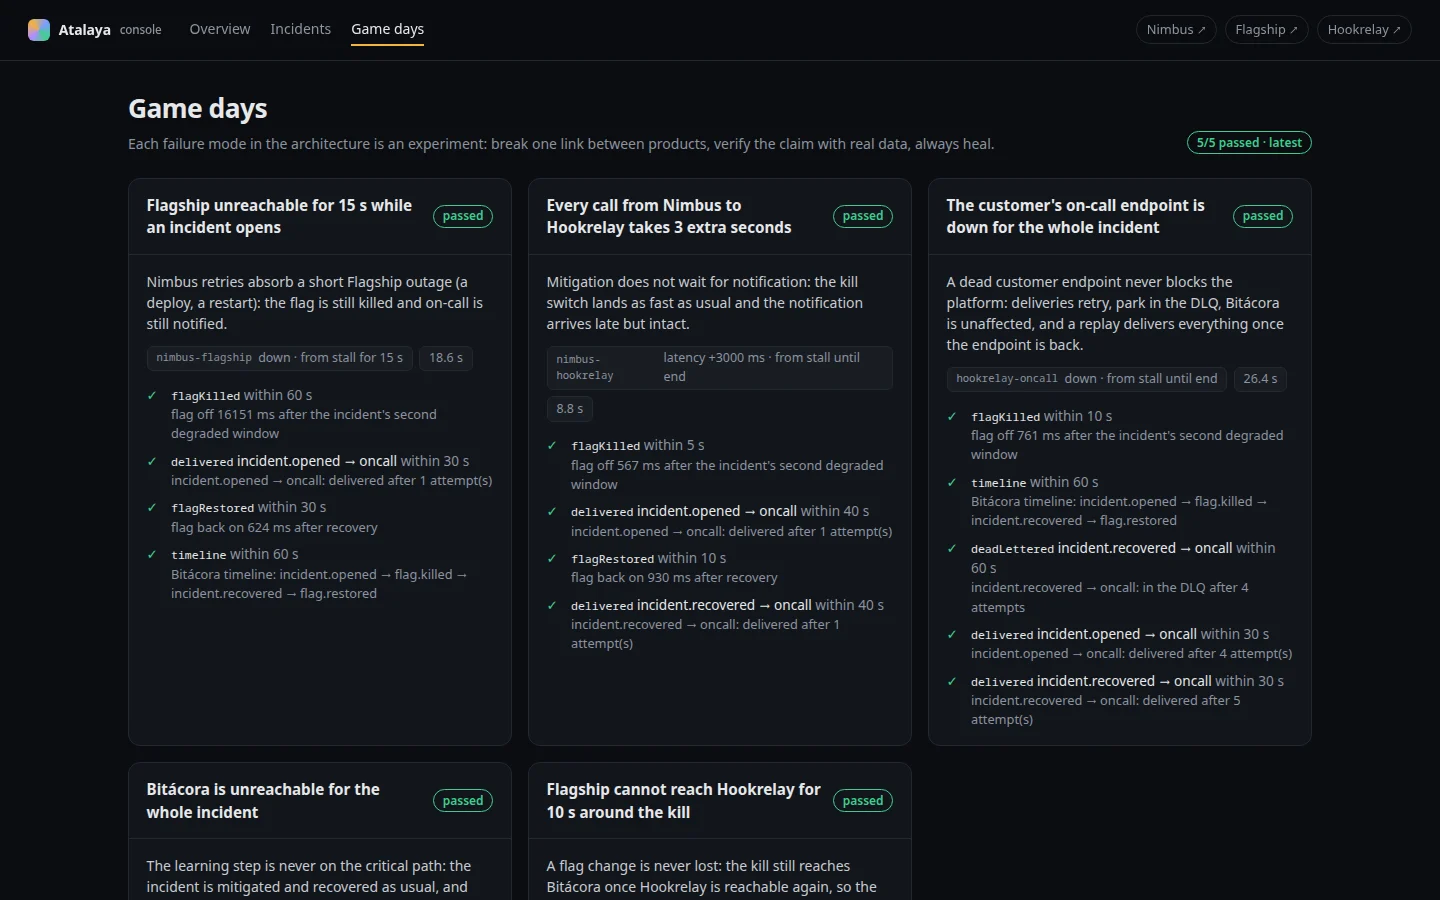 Atalaya console Overview Incidents Game days Nimbus ↗ Flagship ↗ Hookrelay ↗
Game days
Each failure mode in the architecture is an experiment: break one link between products, verify the claim with real data, always heal.
5/5 passed · latest
Flagship unreachable for 15 s while
an incident opens
passed
Nimbus retries absorb a short Flagship outage (a
deploy, a restart): the flag is still killed and on-call is
still notified.
nimbus-flagship down · from stall for 15 s 18.6 s
✓ flagKilled within 60 s
flag off 16151 ms after the incident's second
degraded window
✓ delivered incident.opened → oncall within 30 s
incident.opened → oncall: delivered after 1 attempt(s)
✓ flagRestored within 30 s
flag back on 624 ms after recovery
✓ timeline within 60 s
Bitácora timeline: incident.opened → flag.killed →
incident.recovered → flag.restored
Every call from Nimbus to
Hookrelay takes 3 extra seconds
passed
Mitigation does not wait for notification: the kill
switch lands as fast as usual and the notification
arrives late but intact.
nimbus-
hookrelay
latency +3000 ms · from stall until
end
8.8 s
✓ flagKilled within 5 s
flag off 567 ms after the incident's second degraded
window
✓ delivered incident.opened → oncall within 40 s
incident.opened → oncall: delivered after 1 attempt(s)
✓ flagRestored within 10 s
flag back on 930 ms after recovery
✓ delivered incident.recovered → oncall within 40 s
incident.recovered → oncall: delivered after 1
attempt(s)
The customer's on-call endpoint is
down for the whole incident
passed
A dead customer endpoint never blocks the
platform: deliveries retry, park in the DLQ, Bitácora
is unaffected, and a replay delivers everything once
the endpoint is back.
hookrelay-oncall down · from stall until end 26.4 s
✓ flagKilled within 10 s
flag off 761 ms after the incident's second degraded
window
✓ timeline within 60 s
Bitácora timeline: incident.opened → flag.killed →
incident.recovered → flag.restored
✓ deadLettered incident.recovered → oncall within
60 s
incident.recovered → oncall: in the DLQ after 4
attempts
✓ delivered incident.opened → oncall within 30 s
incident.opened → oncall: delivered after 4 attempt(s)
✓ delivered incident.recovered → oncall within 30 s
incident.recovered → oncall: delivered after 5
attempt(s)
Bitácora is unreachable for the
whole incident
passed
The learning step is never on the critical path: the
incident is mitigated and recovered as usual, and
Flagship cannot reach Hookrelay for
10 s around the kill
passed
A flag change is never lost: the kill still reaches
Bitácora once Hookrelay is reachable again, so the